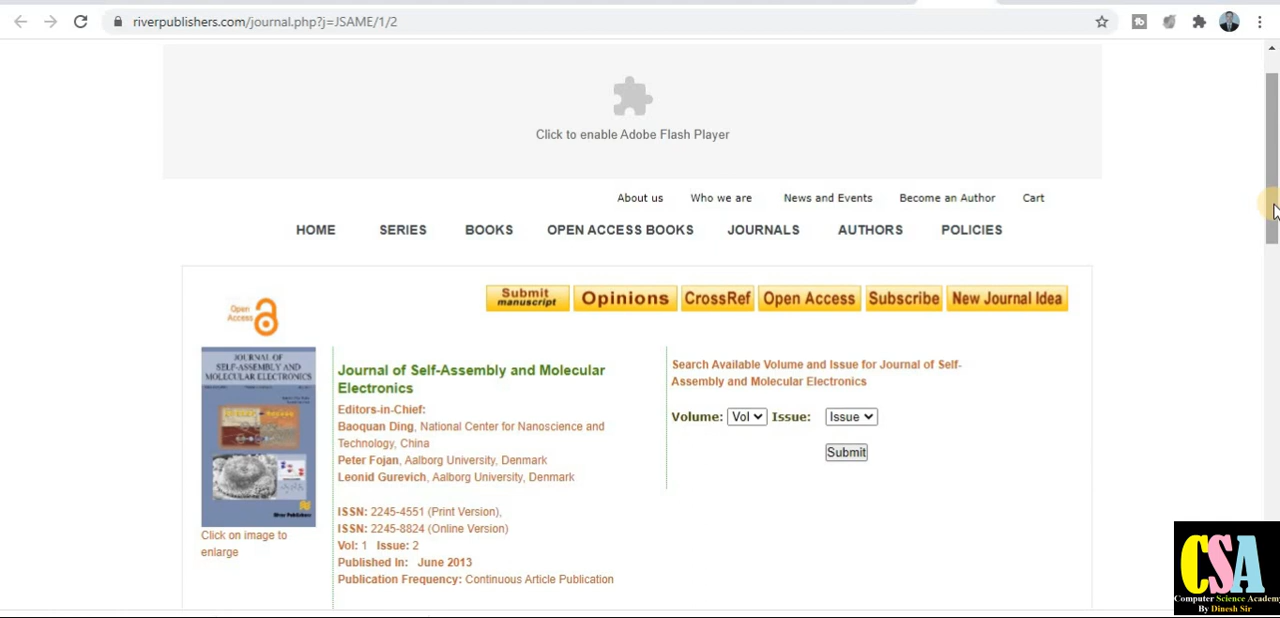 riverpublishers.com/journal.php?j=JSAME/1/2
Click to enable Adobe Flash Player
About us Who we are News and Events Become an Author Cart
HOME SERIES BOOKS OPEN ACCESS BOOKS JOURNALS AUTHORS POLICIES
Submit manuscript Opinions CrossRef Open Access Subscribe New Journal Idea
Open Access
JOURNAL OF
SELF-ASSEMBLY AND
MOLECULAR ELECTRONICS
River Publishers
Click on image to
enlarge
Journal of Self-Assembly and Molecular
Electronics
Editors-in-Chief:
Baoquan Ding, National Center for Nanoscience and
Technology, China
Peter Fojan, Aalborg University, Denmark
Leonid Gurevich, Aalborg University, Denmark
ISSN: 2245-4551 (Print Version),
ISSN: 2245-8824 (Online Version)
Vol: 1 Issue: 2
Published In: June 2013
Publication Frequency: Continuous Article Publication
Search Available Volume and Issue for Journal of Self-
Assembly and Molecular Electronics
Volume: Vol Issue: Issue
Submit
CSA
Computer Science Academy
By Dinesh Sir